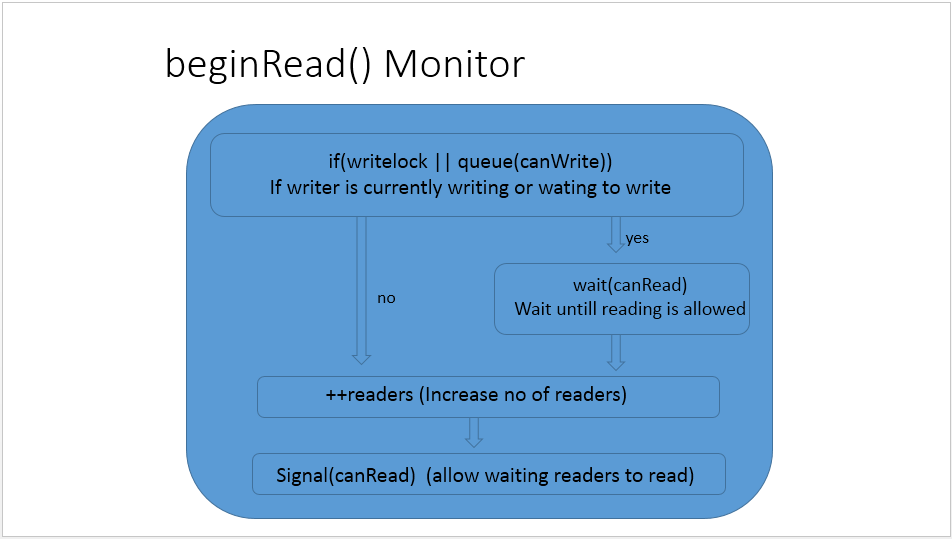 beginRead() Monitor
if(writelock || queue(canWrite))
If writer is currently writing or wating to write
yes
wait(canRead)
Wait untill reading is allowed
no
++readers (Increase no of readers)
Signal(canRead)  (allow waiting readers to read)